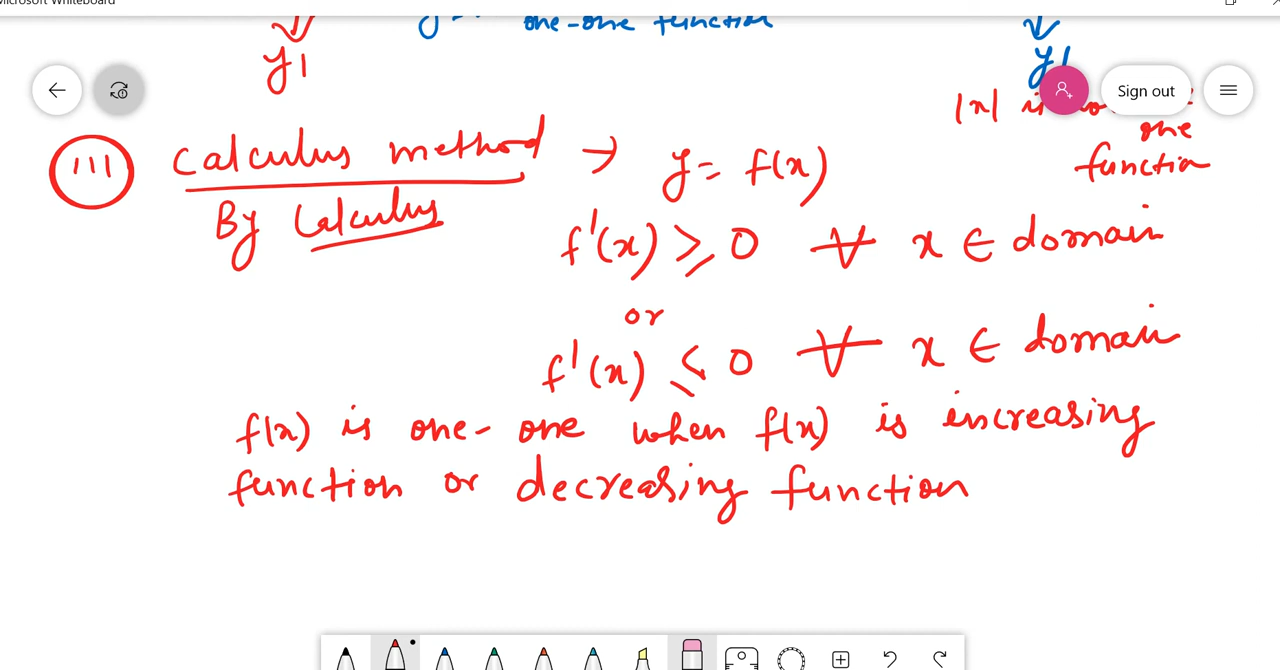 Microsoft Whiteboard
one-one function
y1
y1
Sign out
|x| is
one
function
(III) Calculus method → y = f(x)
By Calculus
f'(x) ⩾ 0 ∀ x ∈ domain
or
f'(x) ⩽ 0 ∀ x ∈ domain
f(x) is one-one when f(x) is increasing
function or decreasing function